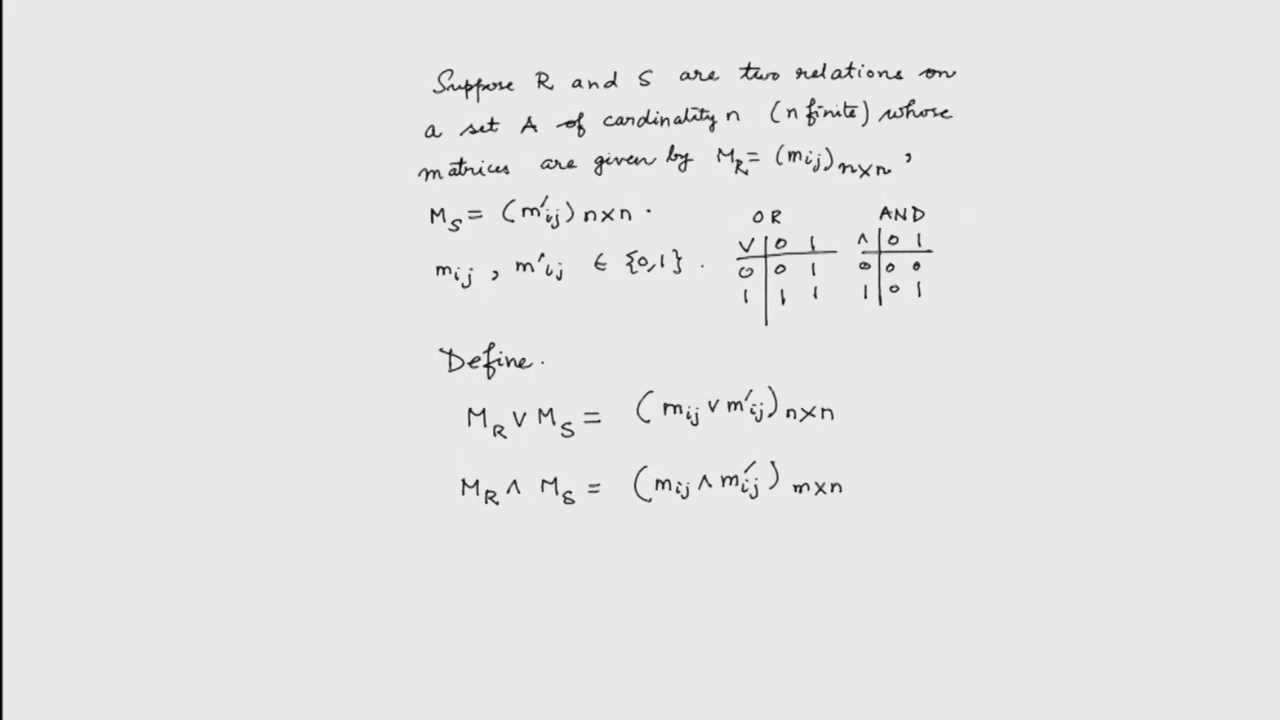 Suppose R and S are two relations on
a set A of cardinality n (n finite) whose
matrices are given by M_R = (m_ij)_n×n ,
M_S = (m'_ij)_n×n .
m_ij , m'_ij ∈ {0,1} .
OR
∨ | 0 1
0 | 0 1
1 | 1 1
AND
∧ | 0 1
0 | 0 0
1 | 0 1
Define.
M_R ∨ M_S = (m_ij ∨ m'_ij)_n×n
M_R ∧ M_S = (m_ij ∧ m'_ij)_m×n